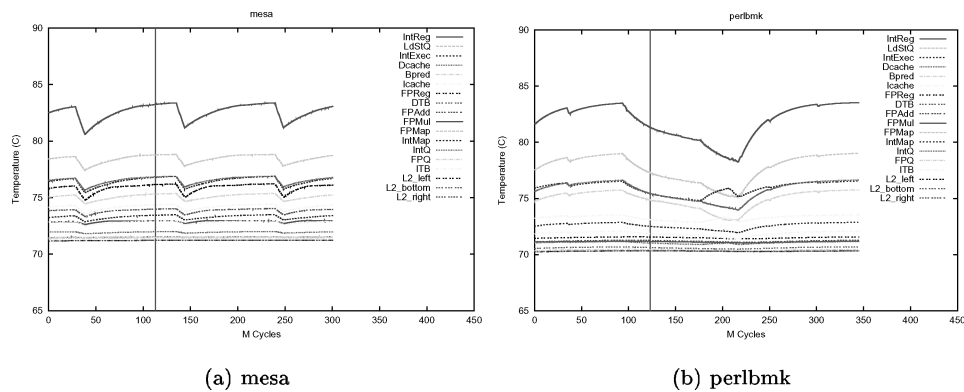 mesa
90
85
80
75
70
65
Temperature (C)
0
50
100
150
200
250
300
350
400
450
M Cycles
IntReg
LdStQ
IntExec
Dcache
Bpred
Icache
FPReg
DTB
FPAdd
FPMul
FPMap
IntMap
IntQ
FPQ
ITB
L2_left
L2_bottom
L2_right
(a) mesa
perlbmk
90
85
80
75
70
65
Temperature (C)
0
50
100
150
200
250
300
350
400
450
M Cycles
IntReg
LdStQ
IntExec
Dcache
Bpred
Icache
FPReg
DTB
FPAdd
FPMul
FPMap
IntMap
IntQ
FPQ
ITB
L2_left
L2_bottom
L2_right
(b) perlbmk